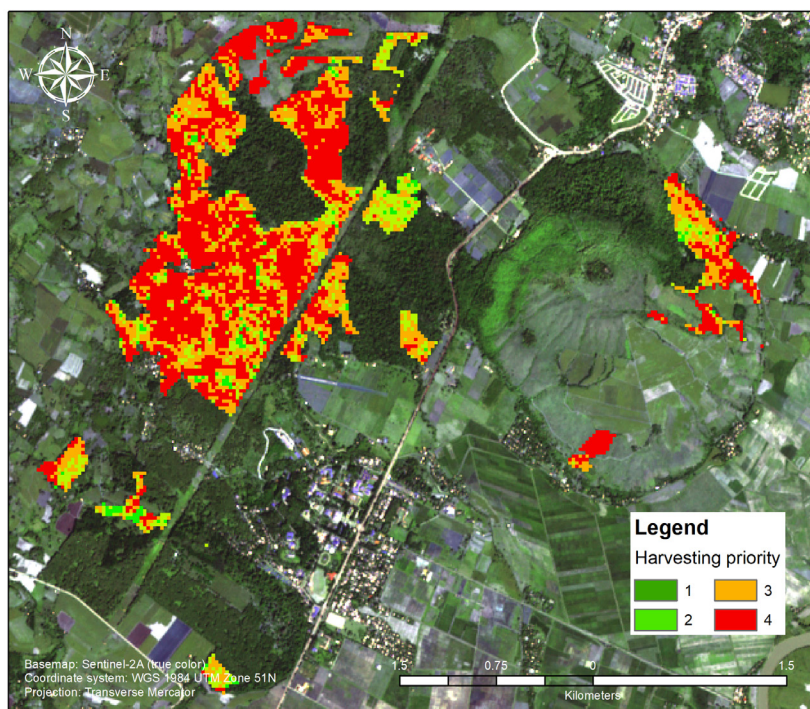 N
W E
S
Legend
Harvesting priority
1 3
2 4
Basemap: Sentinel-2A (true color)
Coordinate system: WGS 1984 UTM Zone 51N
Projection: Transverse Mercator
1.5 0.75 0 1.5
Kilometers